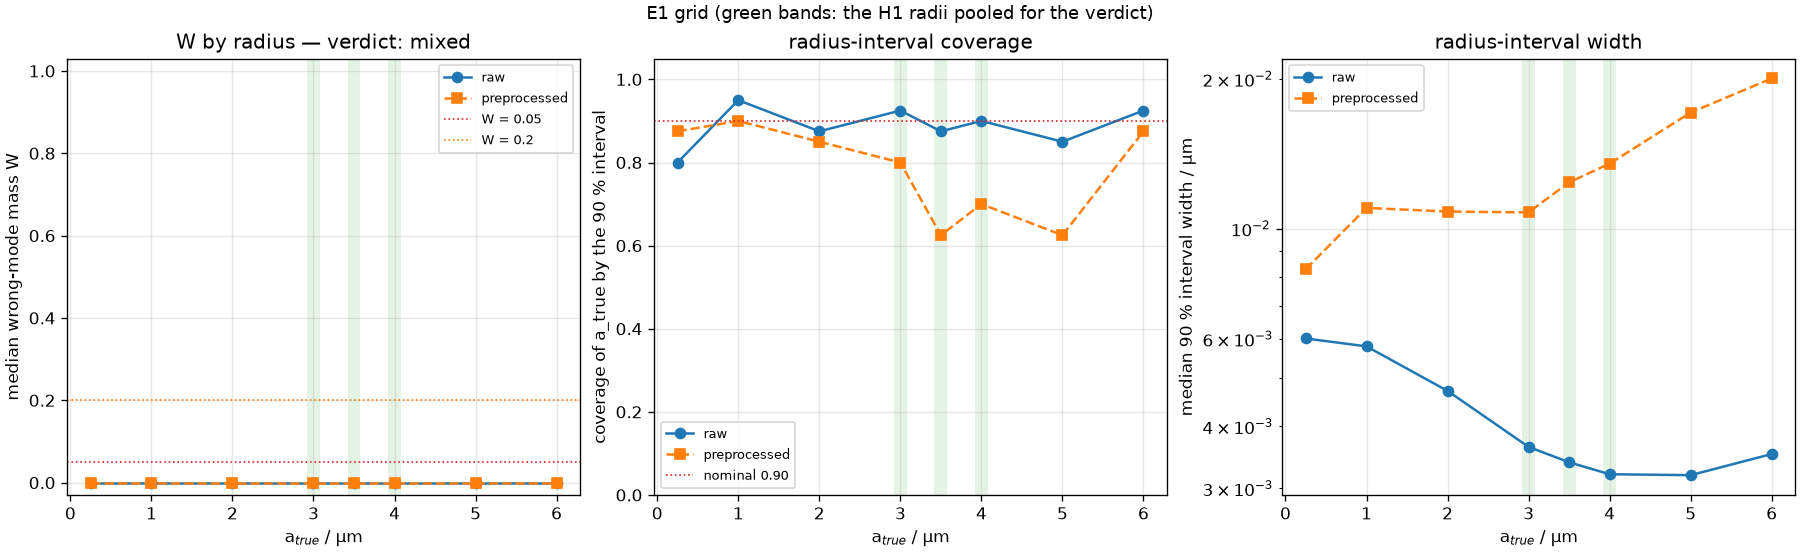 E1 grid (green bands: the H1 radii pooled for the verdict)
W by radius — verdict: mixed
median wrong-mode mass W
1.0
0.8
0.6
0.4
0.2
0.0
raw
preprocessed
W = 0.05
W = 0.2
0 1 2 3 4 5 6
a_true / µm
radius-interval coverage
coverage of a_true by the 90 % interval
1.0
0.8
0.6
0.4
0.2
0.0
raw
preprocessed
nominal 0.90
0 1 2 3 4 5 6
a_true / µm
radius-interval width
median 90 % interval width / µm
2 × 10⁻²
10⁻²
6 × 10⁻³
4 × 10⁻³
3 × 10⁻³
raw
preprocessed
0 1 2 3 4 5 6
a_true / µm